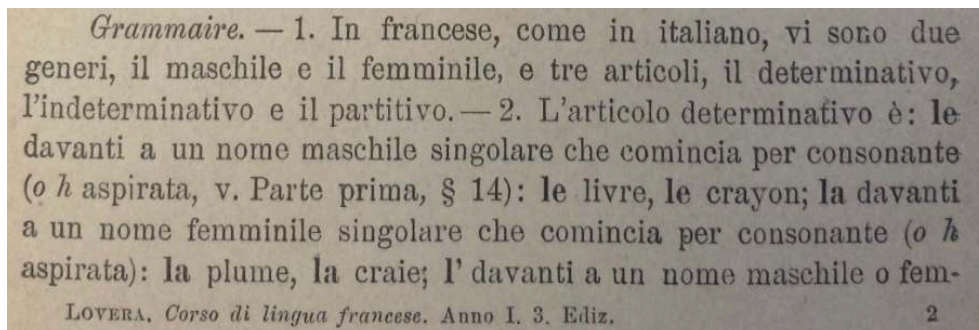 Grammaire. — 1. In francese, come in italiano, vi sono due
generi, il maschile e il femminile, e tre articoli, il determinativo,
l'indeterminativo e il partitivo. — 2. L'articolo determinativo è: le
davanti a un nome maschile singolare che comincia per consonante
(o h aspirata, v. Parte prima, § 14): le livre, le crayon; la davanti
a un nome femminile singolare che comincia per consonante (o h
aspirata): la plume, la craie; l' davanti a un nome maschile o fem-
LOVERA. Corso di lingua francese. Anno I. 3. Ediz. 2